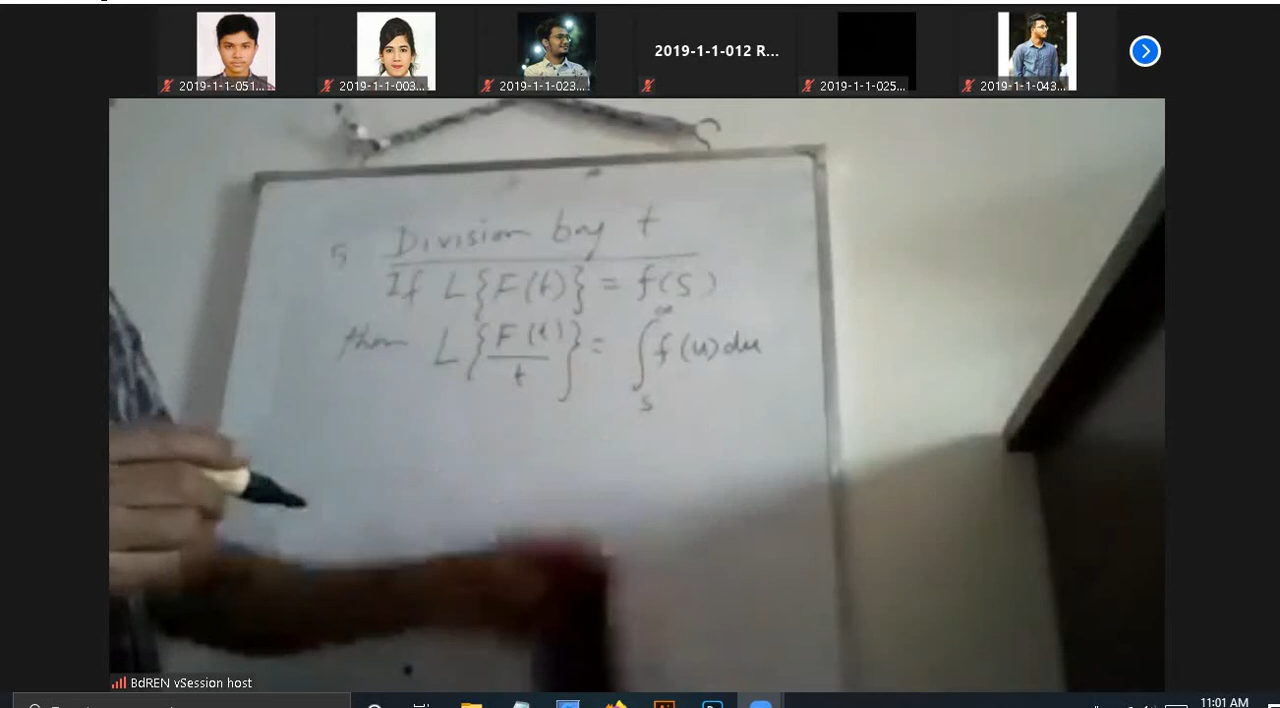 2019-1-1-051...
2019-1-1-003...
2019-1-1-023...
2019-1-1-012 R...
2019-1-1-025...
2019-1-1-043...
5 Division by t
If L{F(t)} = f(s)
then L{F(t)/t} = ∫_s^∞ f(u)du
BdREN vSession host
11:01 AM